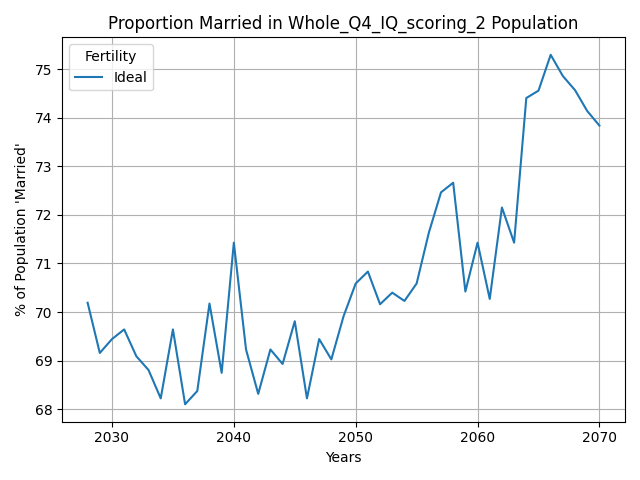 Proportion Married in Whole_Q4_IQ_scoring_2 Population
Fertility
Ideal
% of Population 'Married'
75
74
73
72
71
70
69
68
2030
2040
2050
2060
2070
Years